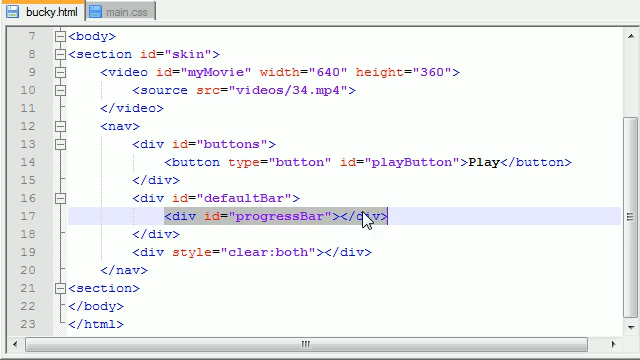 bucky.html main.css
7 <body>
8 <section id="skin">
9 <video id="myMovie" width="640" height="360">
10 <source src="videos/34.mp4">
11 </video>
12 <nav>
13 <div id="buttons">
14 <button type="button" id="playButton">Play</button>
15 </div>
16 <div id="defaultBar">
17 <div id="progressBar"></div>
18 </div>
19 <div style="clear:both"></div>
20 </nav>
21 <section>
22 </body>
23 </html>